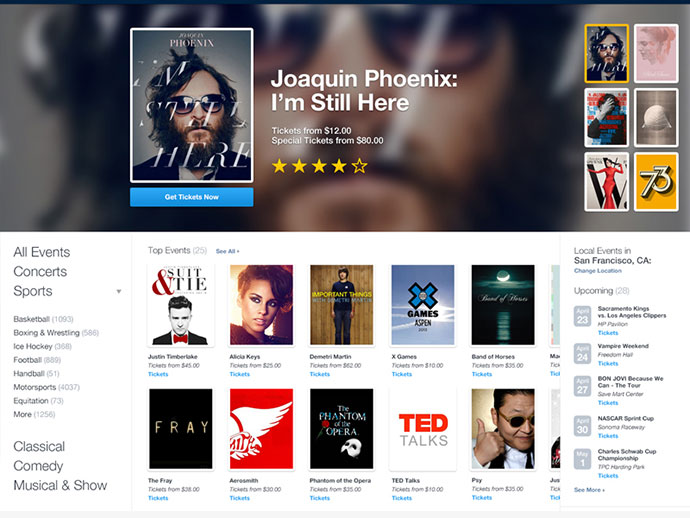 JOAQUIN
PHOENIX
I'M
STILL
HERE
Get Tickets Now
Joaquin Phoenix:
I'm Still Here
Tickets from $12.00
Special Tickets from $80.00
73
All Events
Concerts
Sports
Basketball (1093)
Boxing & Wrestling (586)
Ice Hockey (368)
Football (889)
Handball (51)
Motorsports (4037)
Equitation (73)
More (1256)
Classical
Comedy
Musical & Show
Top Events (25) See All
SUIT
&TIE
IMPORTANT THINGS
WITH DEMETRI MARTIN
X
GAMES
ASPEN
Band of Horses
Justin Timberlake
Tickets from $45.00
Tickets
Alicia Keys
Tickets from $25.00
Tickets
Demetri Martin
Tickets from $62.00
Tickets
X Games
Tickets from $10.00
Tickets
Band of Horses
Tickets from $35.00
Tickets
FRAY
The
PHANTOM
of the
OPERA
TED
TALKS
The Fray
Tickets from $38.00
Tickets
Aerosmith
Tickets from $30.00
Tickets
Phantom of the Opera
Tickets from $35.00
Tickets
TED Talks
Tickets from $10.00
Tickets
Psy
Tickets from $35.00
Tickets
Local Events in
San Francisco, CA:
Change Location
Upcoming (28)
April
23
Sacramento Kings
vs. Los Angeles Clippers
HP Pavilion
Tickets
April
24
Vampire Weekend
Freedom Hall
Tickets
April
27
BON JOVI Because We
Can - The Tour
Save Mart Center
Tickets
April
30
NASCAR Sprint Cup
Sonoma Raceway
Tickets
May
1
Charles Schwab Cup
Championship
TPC Harding Park
Tickets
See More